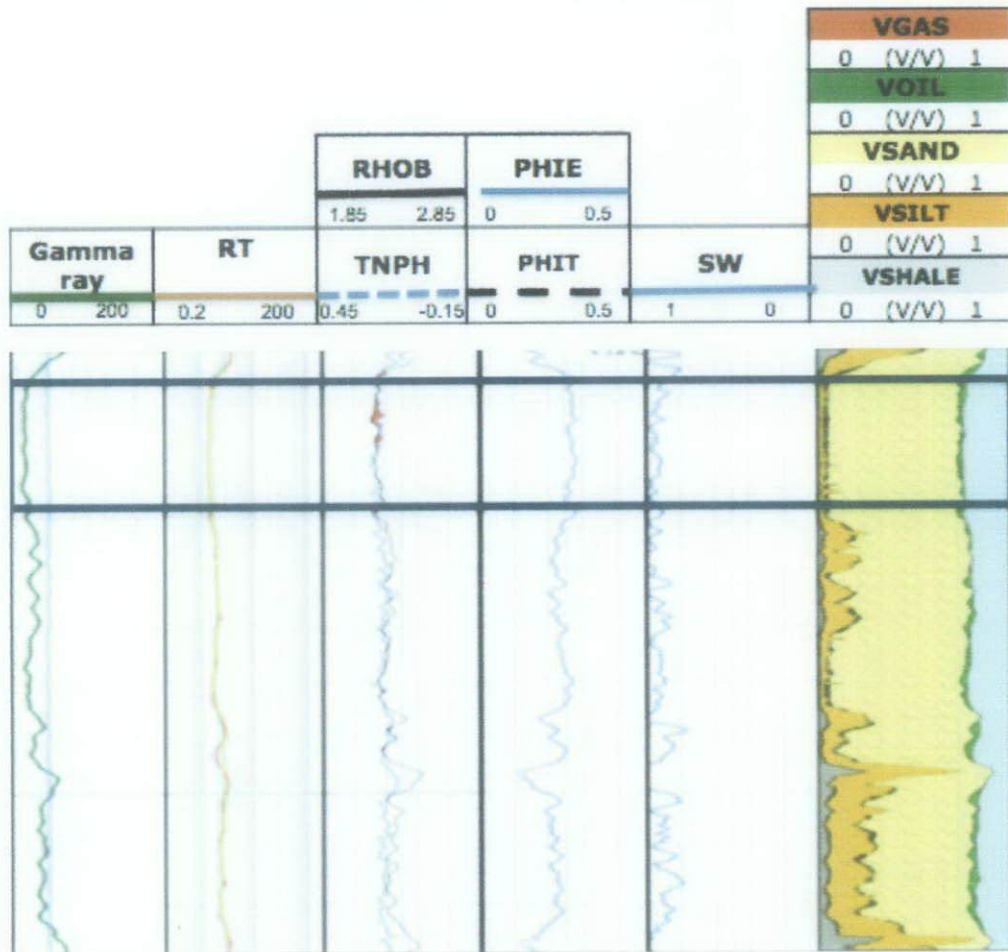 VGAS
0 (V/V) 1
VOIL
0 (V/V) 1
VSAND
0 (V/V) 1
VSILT
0 (V/V) 1
VSHALE
0 (V/V) 1
RHOB
1.85 2.85
PHIE
0 0.5
Gamma
ray
0 200
RT
0.2 200
TNPH
0.45 -0.15
PHIT
0 0.5
SW
1 0